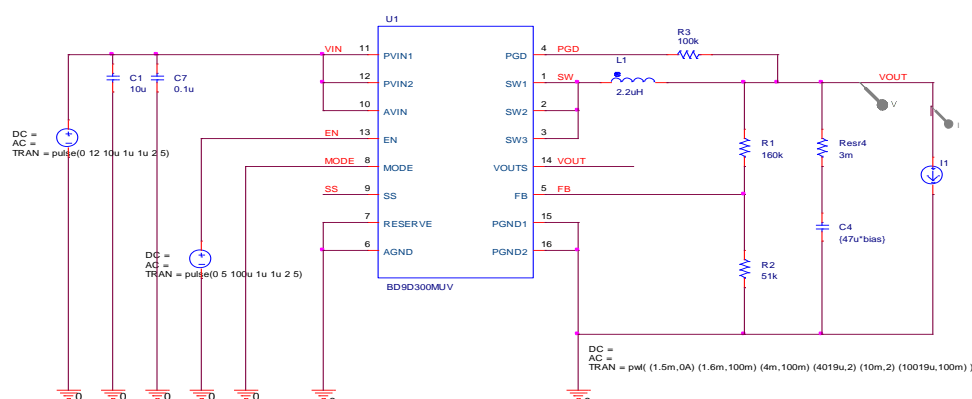 U1
BD9D300MUV
VIN
11 PVIN1
12 PVIN2
10 AVIN
EN 13 EN
MODE 8 MODE
SS 9 SS
7 RESERVE
6 AGND
PGD 4 PGD
SW1 1 SW
SW2 2
SW3 3
VOUTS 14 VOUT
FB 5 FB
PGND1 15
PGND2 16
C1
10u
C7
0.1u
DC =
AC =
TRAN = pulse(0 12 10u 1u 1u 2 5)
DC =
AC =
TRAN = pulse(0 5 100u 1u 1u 2 5)
R3
100k
L1
2.2uH
VOUT
V
I
R1
160k
Resr4
3m
I1
C4
{47u*bias}
R2
51k
DC =
AC =
TRAN = pwl( (1.5m,0A) (1.6m,100m) (4m,100m) (4019u,2) (10m,2) (10019u,100m) )
0 0 0 0 0